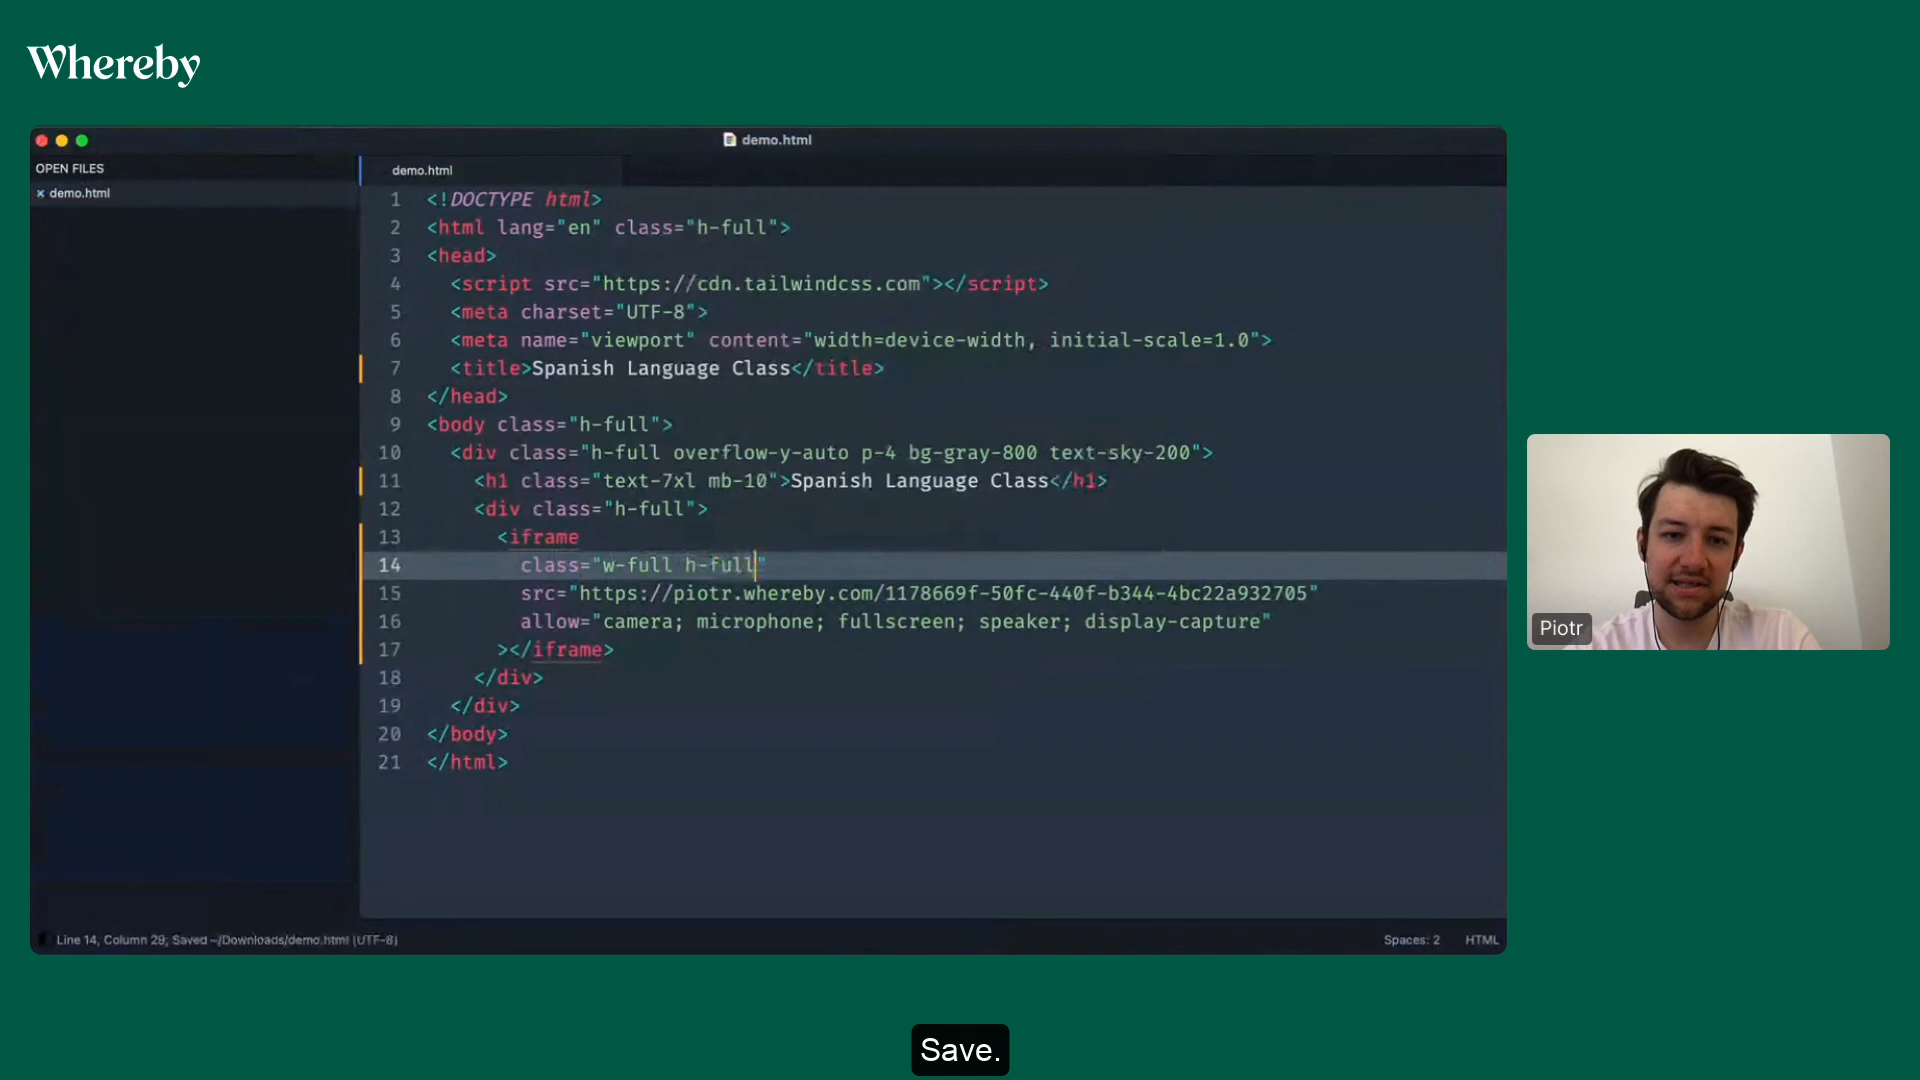 Whereby
demo.html
OPEN FILES
× demo.html
demo.html
1 <!DOCTYPE html>
2 <html lang="en" class="h-full">
3 <head>
4 <script src="https://cdn.tailwindcss.com"></script>
5 <meta charset="UTF-8">
6 <meta name="viewport" content="width=device-width, initial-scale=1.0">
7 <title>Spanish Language Class</title>
8 </head>
9 <body class="h-full">
10 <div class="h-full overflow-y-auto p-4 bg-gray-800 text-sky-200">
11 <h1 class="text-7xl mb-10">Spanish Language Class</h1>
12 <div class="h-full">
13 <iframe
14 class="w-full h-full"
15 src="https://piotr.whereby.com/1178669f-50fc-440f-b344-4bc22a932705"
16 allow="camera; microphone; fullscreen; speaker; display-capture"
17 ></iframe>
18 </div>
19 </div>
20 </body>
21 </html>
Piotr
Line 14, Column 29; Saved ~/Downloads/demo.html (UTF-8)
Spaces: 2
HTML
Save.